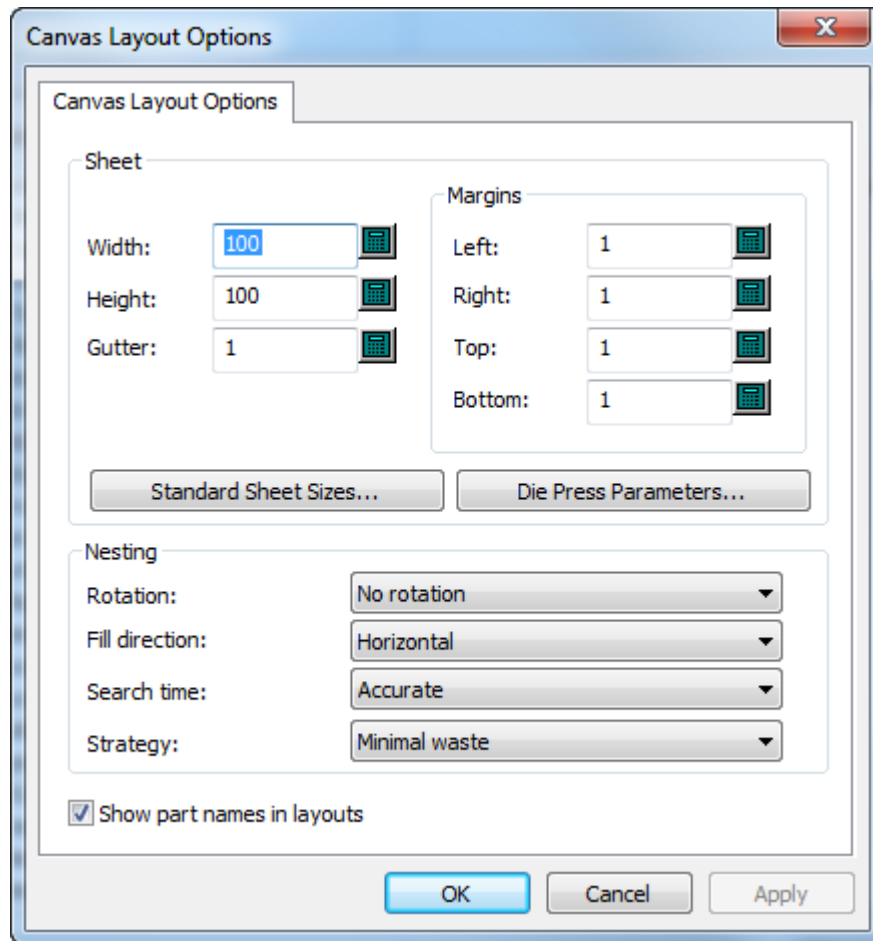 Canvas Layout Options
Canvas Layout Options
Sheet
Width: 100
Height: 100
Gutter: 1
Margins
Left: 1
Right: 1
Top: 1
Bottom: 1
Standard Sheet Sizes... Die Press Parameters...
Nesting
Rotation: No rotation
Fill direction: Horizontal
Search time: Accurate
Strategy: Minimal waste
Show part names in layouts
OK Cancel Apply